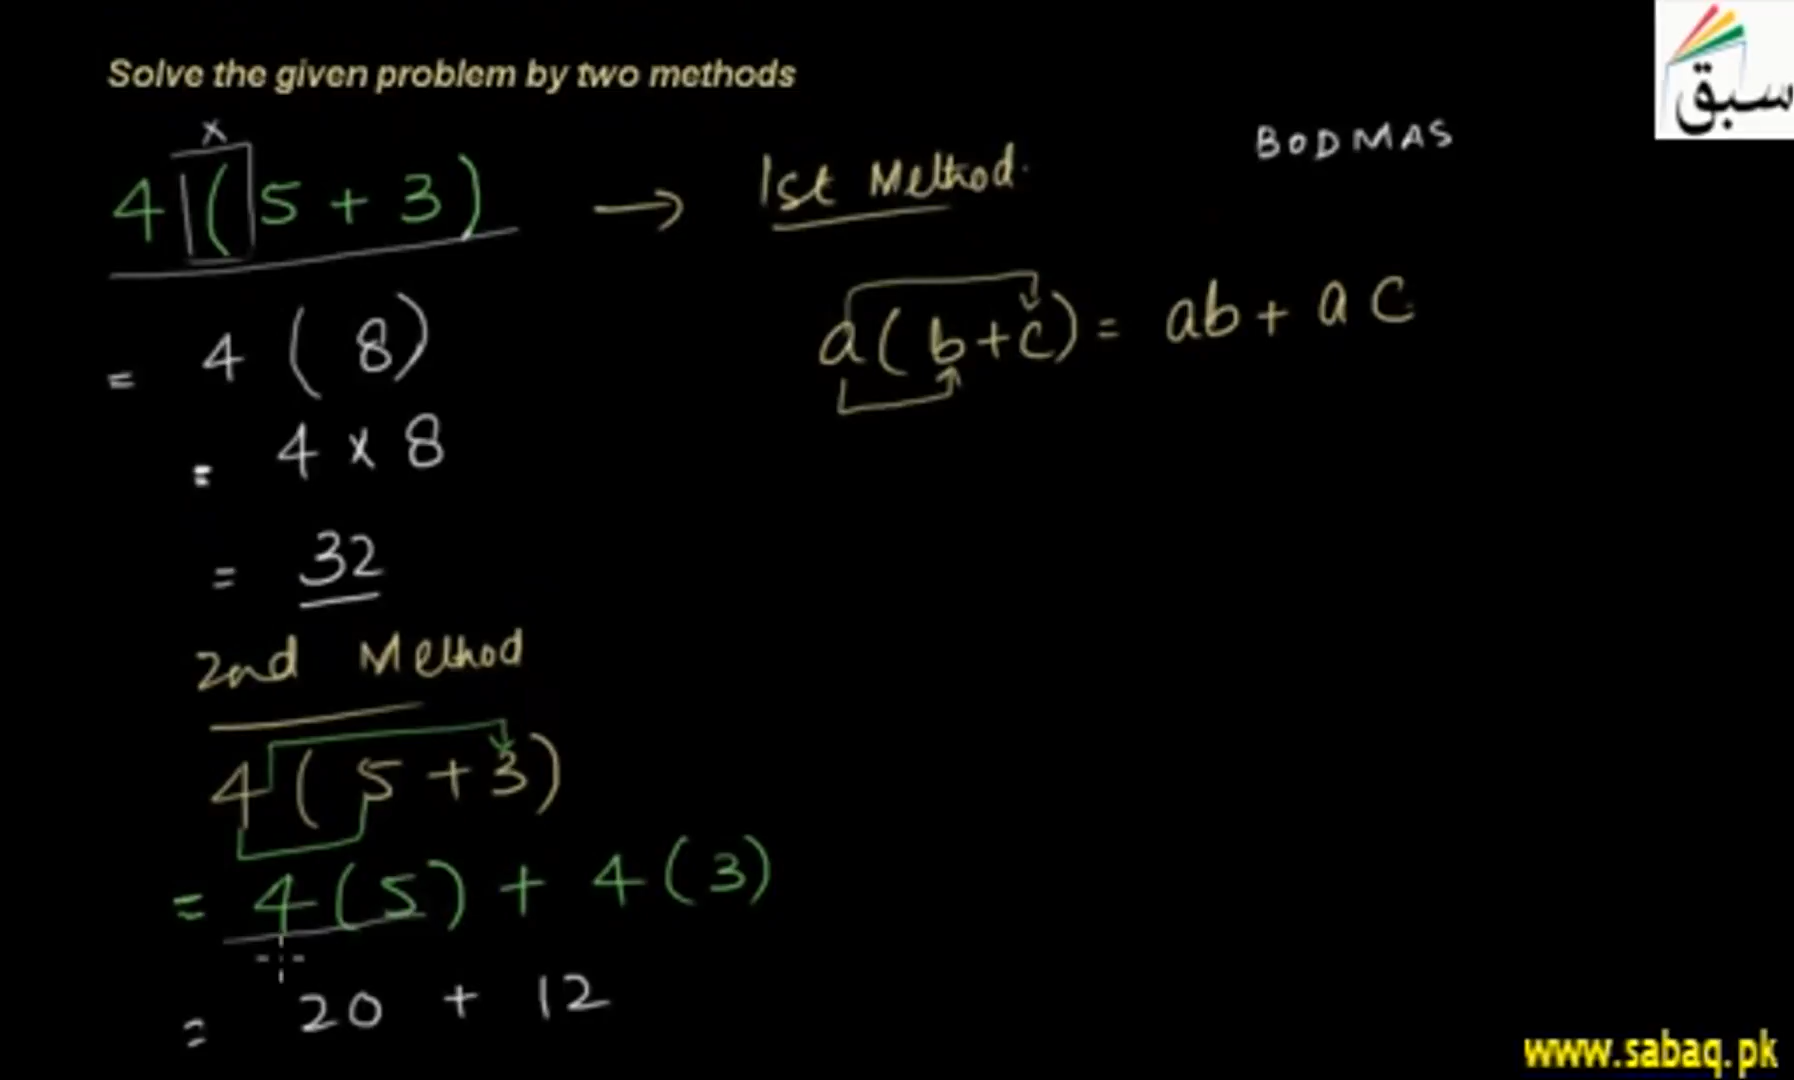 Solve the given problem by two methods
سبق
BODMAS
×
4(5+3) → 1st Method.
a(b+c) = ab + ac
= 4(8)
= 4 × 8
= 32
2nd Method
4(5+3)
= 4(5) + 4(3)
= 20 + 12
www.sabaq.pk